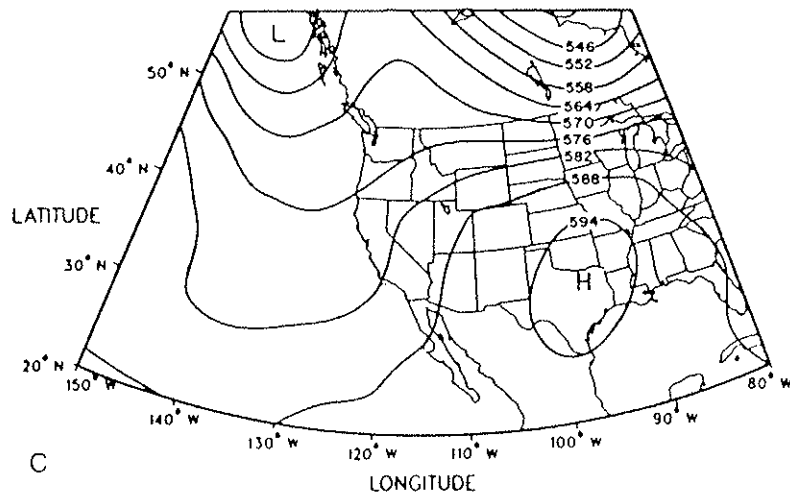 L
546
552
558
564
570
576
582
588
594
H
50° N
40° N
LATITUDE
30° N
20° N
150° W
140° W
130° W
120° W
110° W
100° W
90° W
80° W
C
LONGITUDE